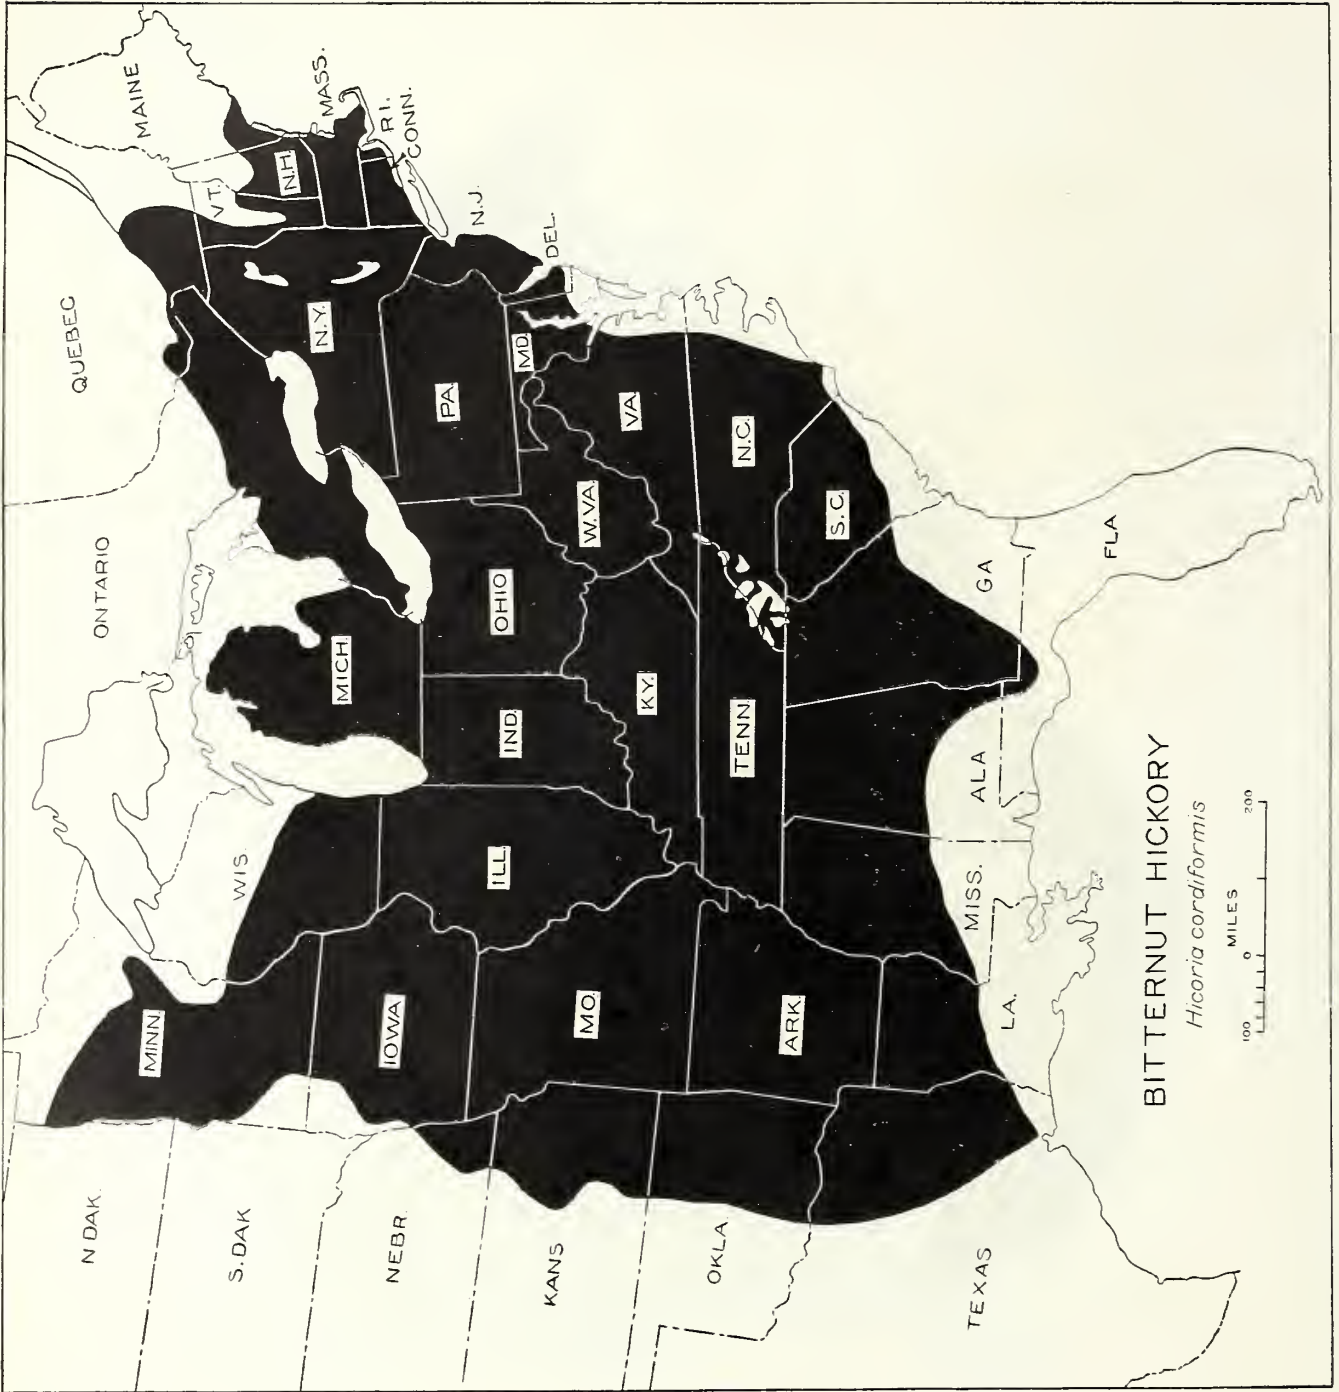 MAINE
QUEBEC
ONTARIO
VT.
N.H.
MASS.
R.I.
CONN.
N.Y.
N.J.
PA.
DEL.
MD.
MICH.
WIS.
MINN.
N DAK.
S.DAK
NEBR.
IOWA
ILL.
IND.
OHIO
W.VA.
VA.
KY.
MO.
KANS
OKLA.
ARK.
TENN.
N.C.
S.C.
GA
ALA
MISS.
LA.
TEXAS
FLA
BITTERNUT HICKORY
Hicoria cordiformis
MILES
100 0 200